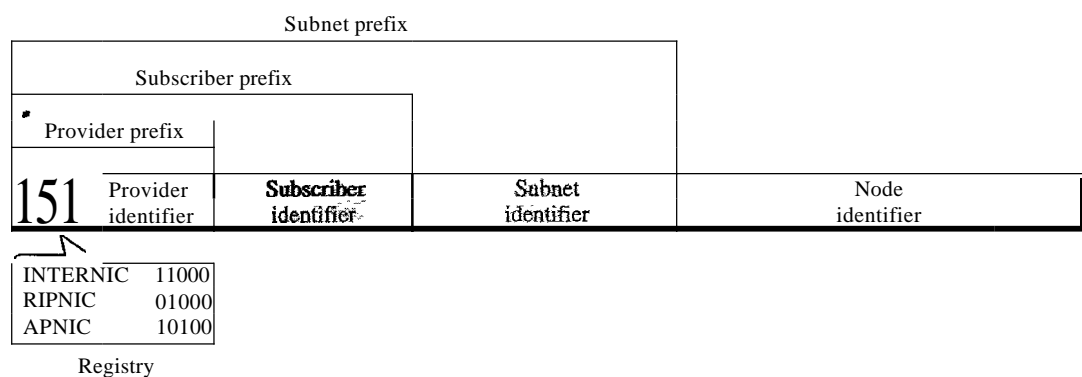 Subnet prefix
Subscriber prefix
Provider prefix
151
Provider
identifier
Subscriber
identifier
Subnet
identifier
Node
identifier
INTERNIC 11000
RIPNIC 01000
APNIC 10100
Registry